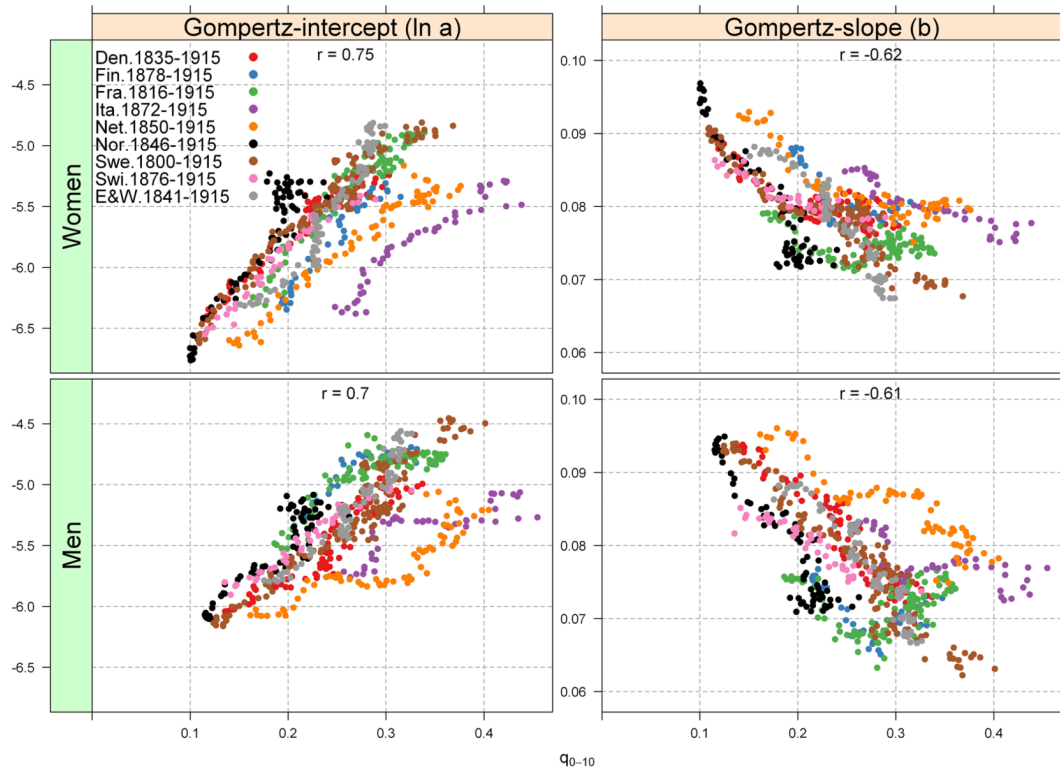 Gompertz-intercept (ln a)
Gompertz-slope (b)
Women
Men
r = 0.75
Den.1835-1915
Fin.1878-1915
Fra.1816-1915
Ita.1872-1915
Net.1850-1915
Nor.1846-1915
Swe.1800-1915
Swi.1876-1915
E&W.1841-1915
-4.5
-5.0
-5.5
-6.0
-6.5
r = -0.62
0.10
0.09
0.08
0.07
0.06
r = 0.7
-4.5
-5.0
-5.5
-6.0
-6.5
r = -0.61
0.10
0.09
0.08
0.07
0.06
0.1 0.2 0.3 0.4
0.1 0.2 0.3 0.4
q0–10